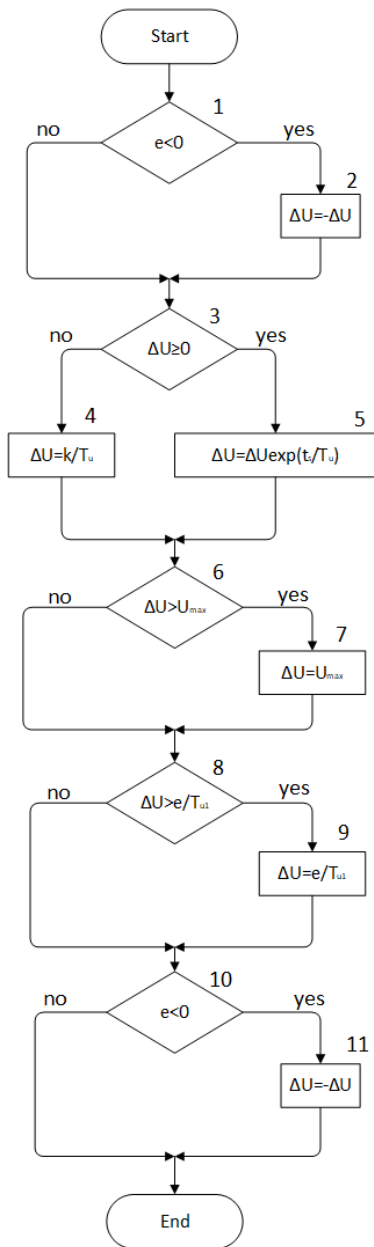 Start
1
no
yes
e<0
2
ΔU=-ΔU
3
no
yes
ΔU≥0
4
5
ΔU=k/Tᵤ
ΔU=ΔUexp(tₛ/Tᵤ)
6
no
yes
ΔU>Uₘₐₓ
7
ΔU=Uₘₐₓ
8
no
yes
ΔU>e/Tᵤ₁
9
ΔU=e/Tᵤ₁
10
no
yes
e<0
11
ΔU=-ΔU
End